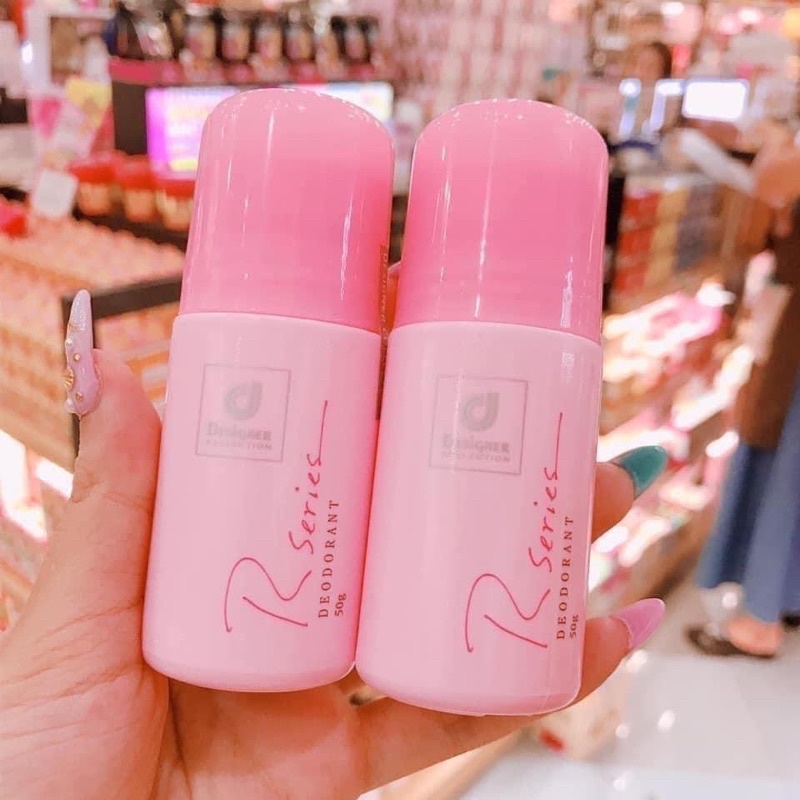 DESIGNER
COLLECTION
R series
DEODORANT
50g
DESIGNER
COLLECTION
R series
DEODORANT
50g